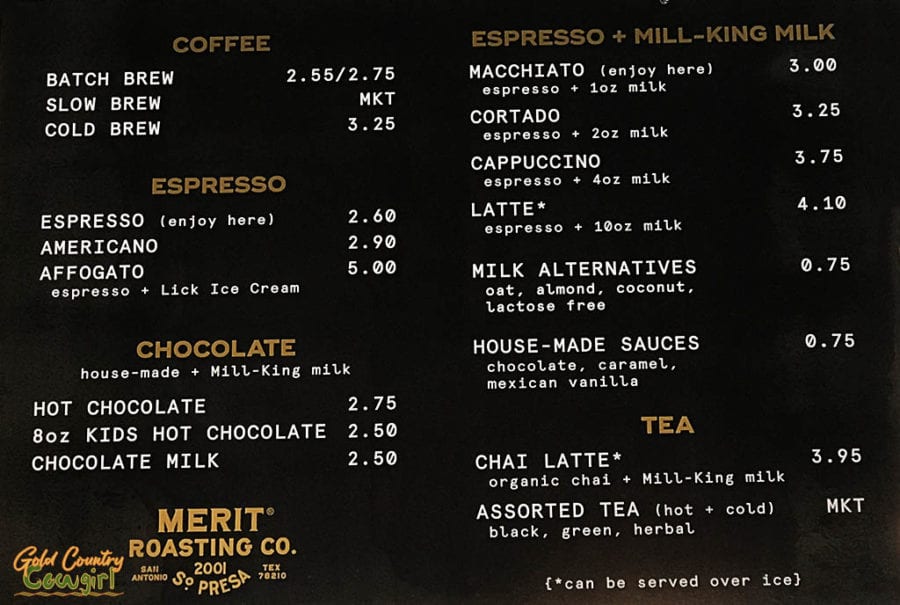 COFFEE
BATCH BREW 2.55/2.75
SLOW BREW MKT
COLD BREW 3.25
ESPRESSO
ESPRESSO (enjoy here) 2.60
AMERICANO 2.90
AFFOGATO 5.00
espresso + Lick Ice Cream
CHOCOLATE
house-made + Mill-King milk
HOT CHOCOLATE 2.75
8oz KIDS HOT CHOCOLATE 2.50
CHOCOLATE MILK 2.50
MERIT®
ROASTING CO.
SAN ANTONIO 2001 So. PRESA TEX 78210
Gold Country
Cowgirl
ESPRESSO + MILL-KING MILK
MACCHIATO (enjoy here) 3.00
espresso + 1oz milk
CORTADO 3.25
espresso + 2oz milk
CAPPUCCINO 3.75
espresso + 4oz milk
LATTE* 4.10
espresso + 10oz milk
MILK ALTERNATIVES 0.75
oat, almond, coconut,
lactose free
HOUSE-MADE SAUCES 0.75
chocolate, caramel,
mexican vanilla
TEA
CHAI LATTE* 3.95
organic chai + Mill-King milk
ASSORTED TEA (hot + cold) MKT
black, green, herbal
{*can be served over ice}